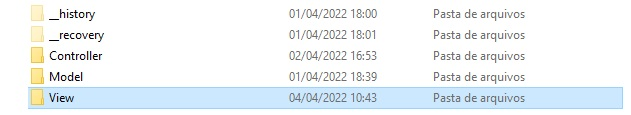 __history 01/04/2022 18:00 Pasta de arquivos
__recovery 01/04/2022 18:01 Pasta de arquivos
Controller 02/04/2022 16:53 Pasta de arquivos
Model 01/04/2022 18:39 Pasta de arquivos
View 04/04/2022 10:43 Pasta de arquivos